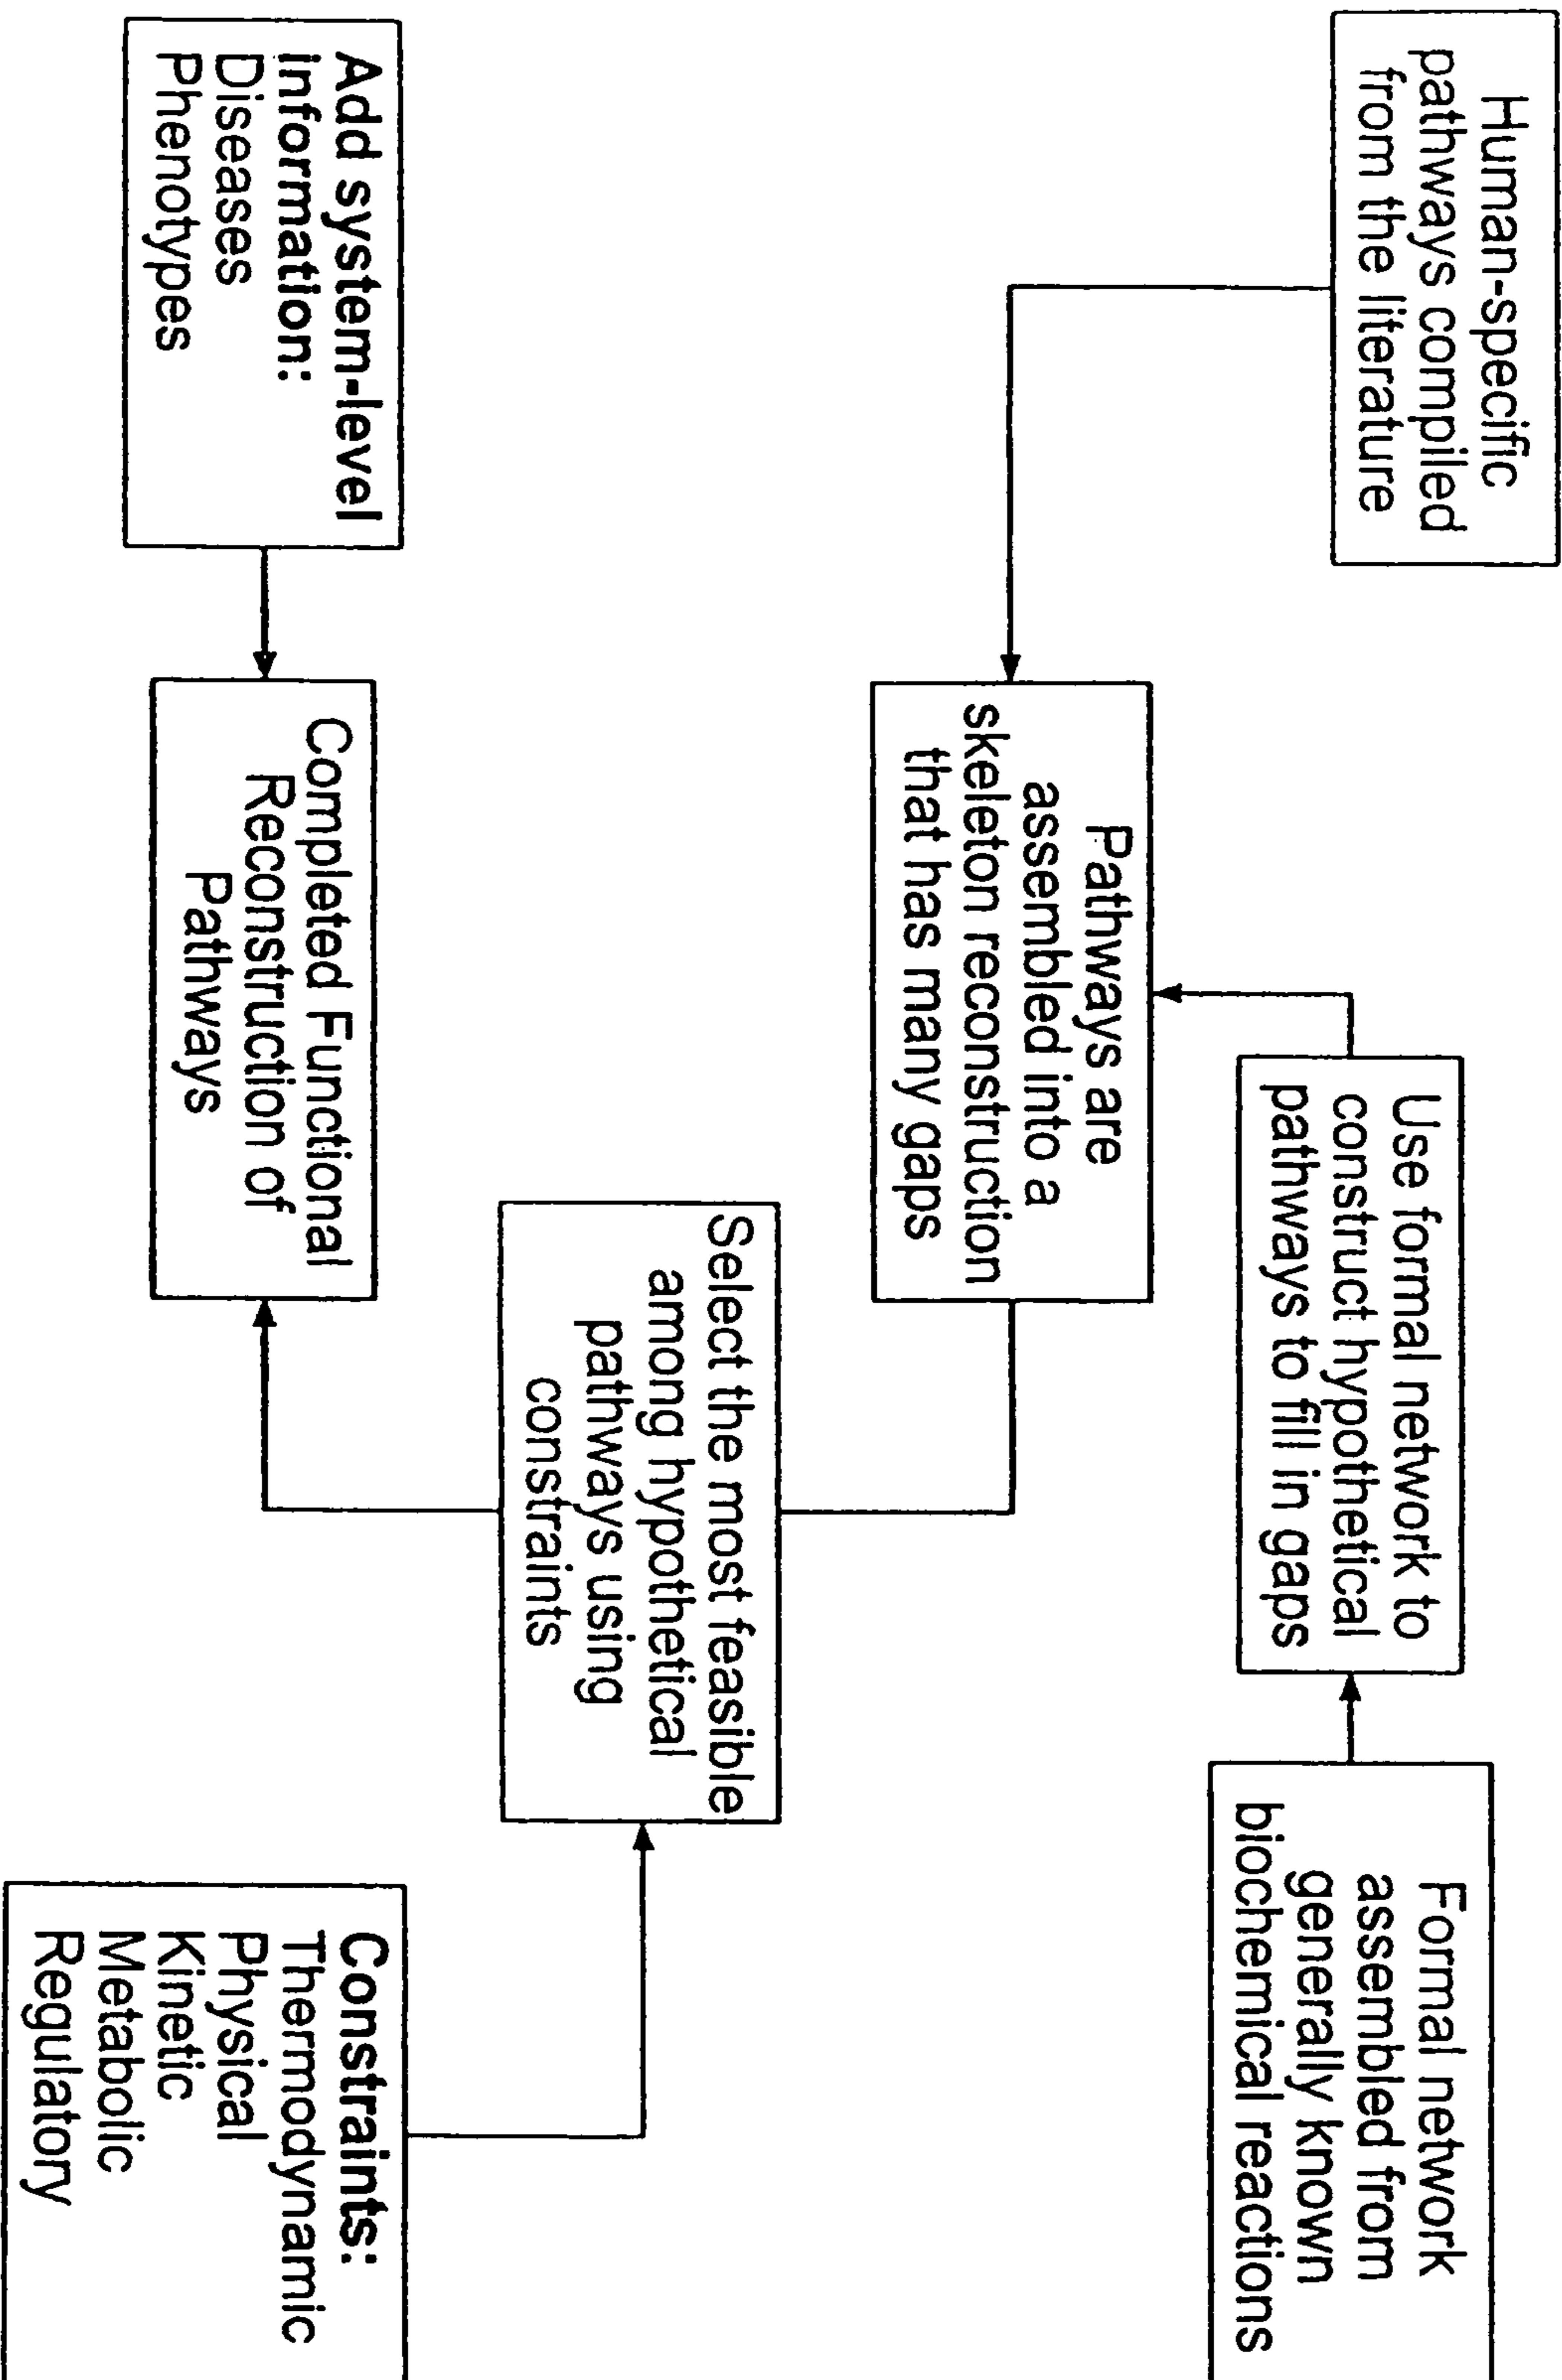 Human-specific
pathways compiled
from the literature
Use formal network to
construct hypothetical
pathways to fill in gaps
Formal network
assembled from
generally known
biochemical reactions
Pathways are
assembled into a
skeleton reconstruction
that has many gaps
Select the most feasible
among hypothetical
pathways using
constraints
Add system-level
information:
Diseases
Phenotypes
Completed Functional
Reconstruction of
Pathways
Constraints:
Thermodynamic
Physical
Kinetic
Metabolic
Regulatory